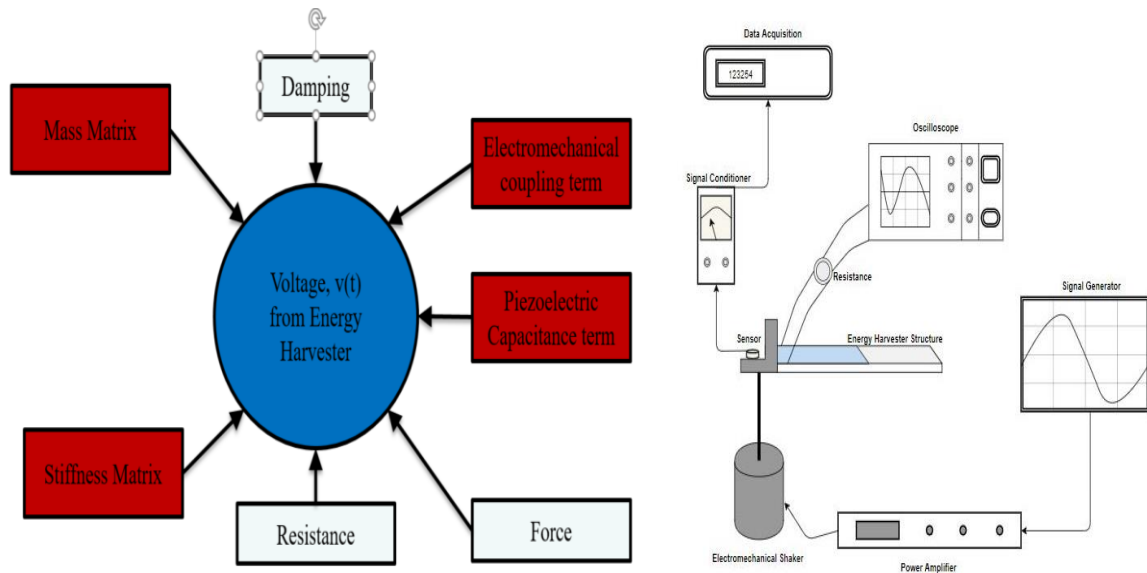 Damping
Mass Matrix
Electromechanical
coupling term
Voltage, v(t)
from Energy
Harvester
Piezoelectric
Capacitance term
Stiffness Matrix
Resistance
Force
Data Acquisition
123254
Oscilloscope
Signal Conditioner
Resistance
Signal Generator
Sensor
Energy Harvester Structure
Electromechanical Shaker
Power Amplifier